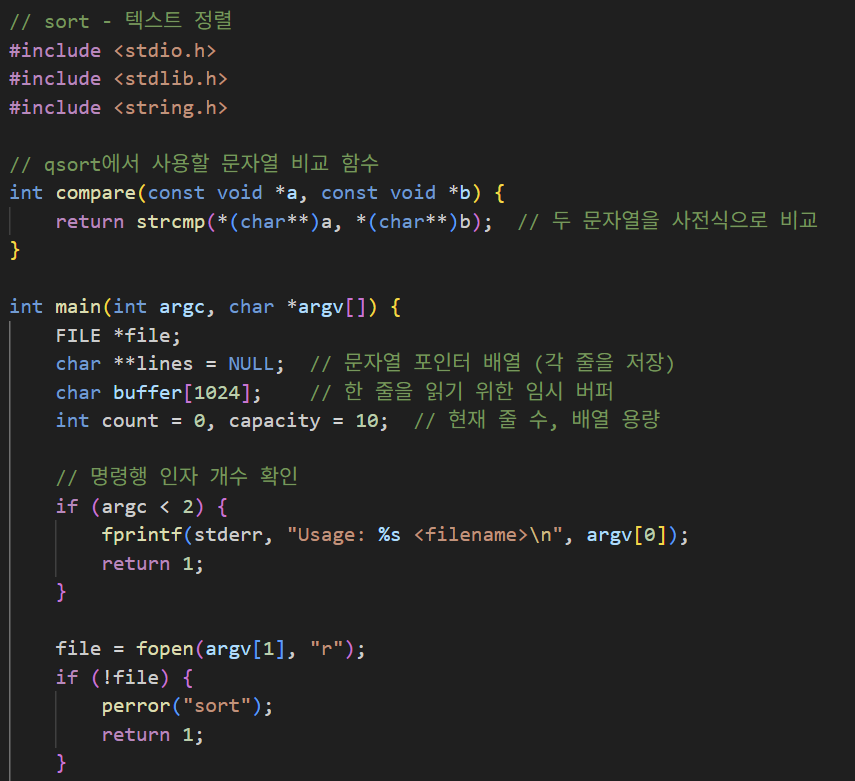 // sort - 텍스트 정렬
#include <stdio.h>
#include <stdlib.h>
#include <string.h>

// qsort에서 사용할 문자열 비교 함수
int compare(const void *a, const void *b) {
    return strcmp(*(char**)a, *(char**)b);  // 두 문자열을 사전식으로 비교
}

int main(int argc, char *argv[]) {
    FILE *file;
    char **lines = NULL;  // 문자열 포인터 배열 (각 줄을 저장)
    char buffer[1024];    // 한 줄을 읽기 위한 임시 버퍼
    int count = 0, capacity = 10;  // 현재 줄 수, 배열 용량

    // 명령행 인자 개수 확인
    if (argc < 2) {
        fprintf(stderr, "Usage: %s <filename>\n", argv[0]);
        return 1;
    }

    file = fopen(argv[1], "r");
    if (!file) {
        perror("sort");
        return 1;
    }